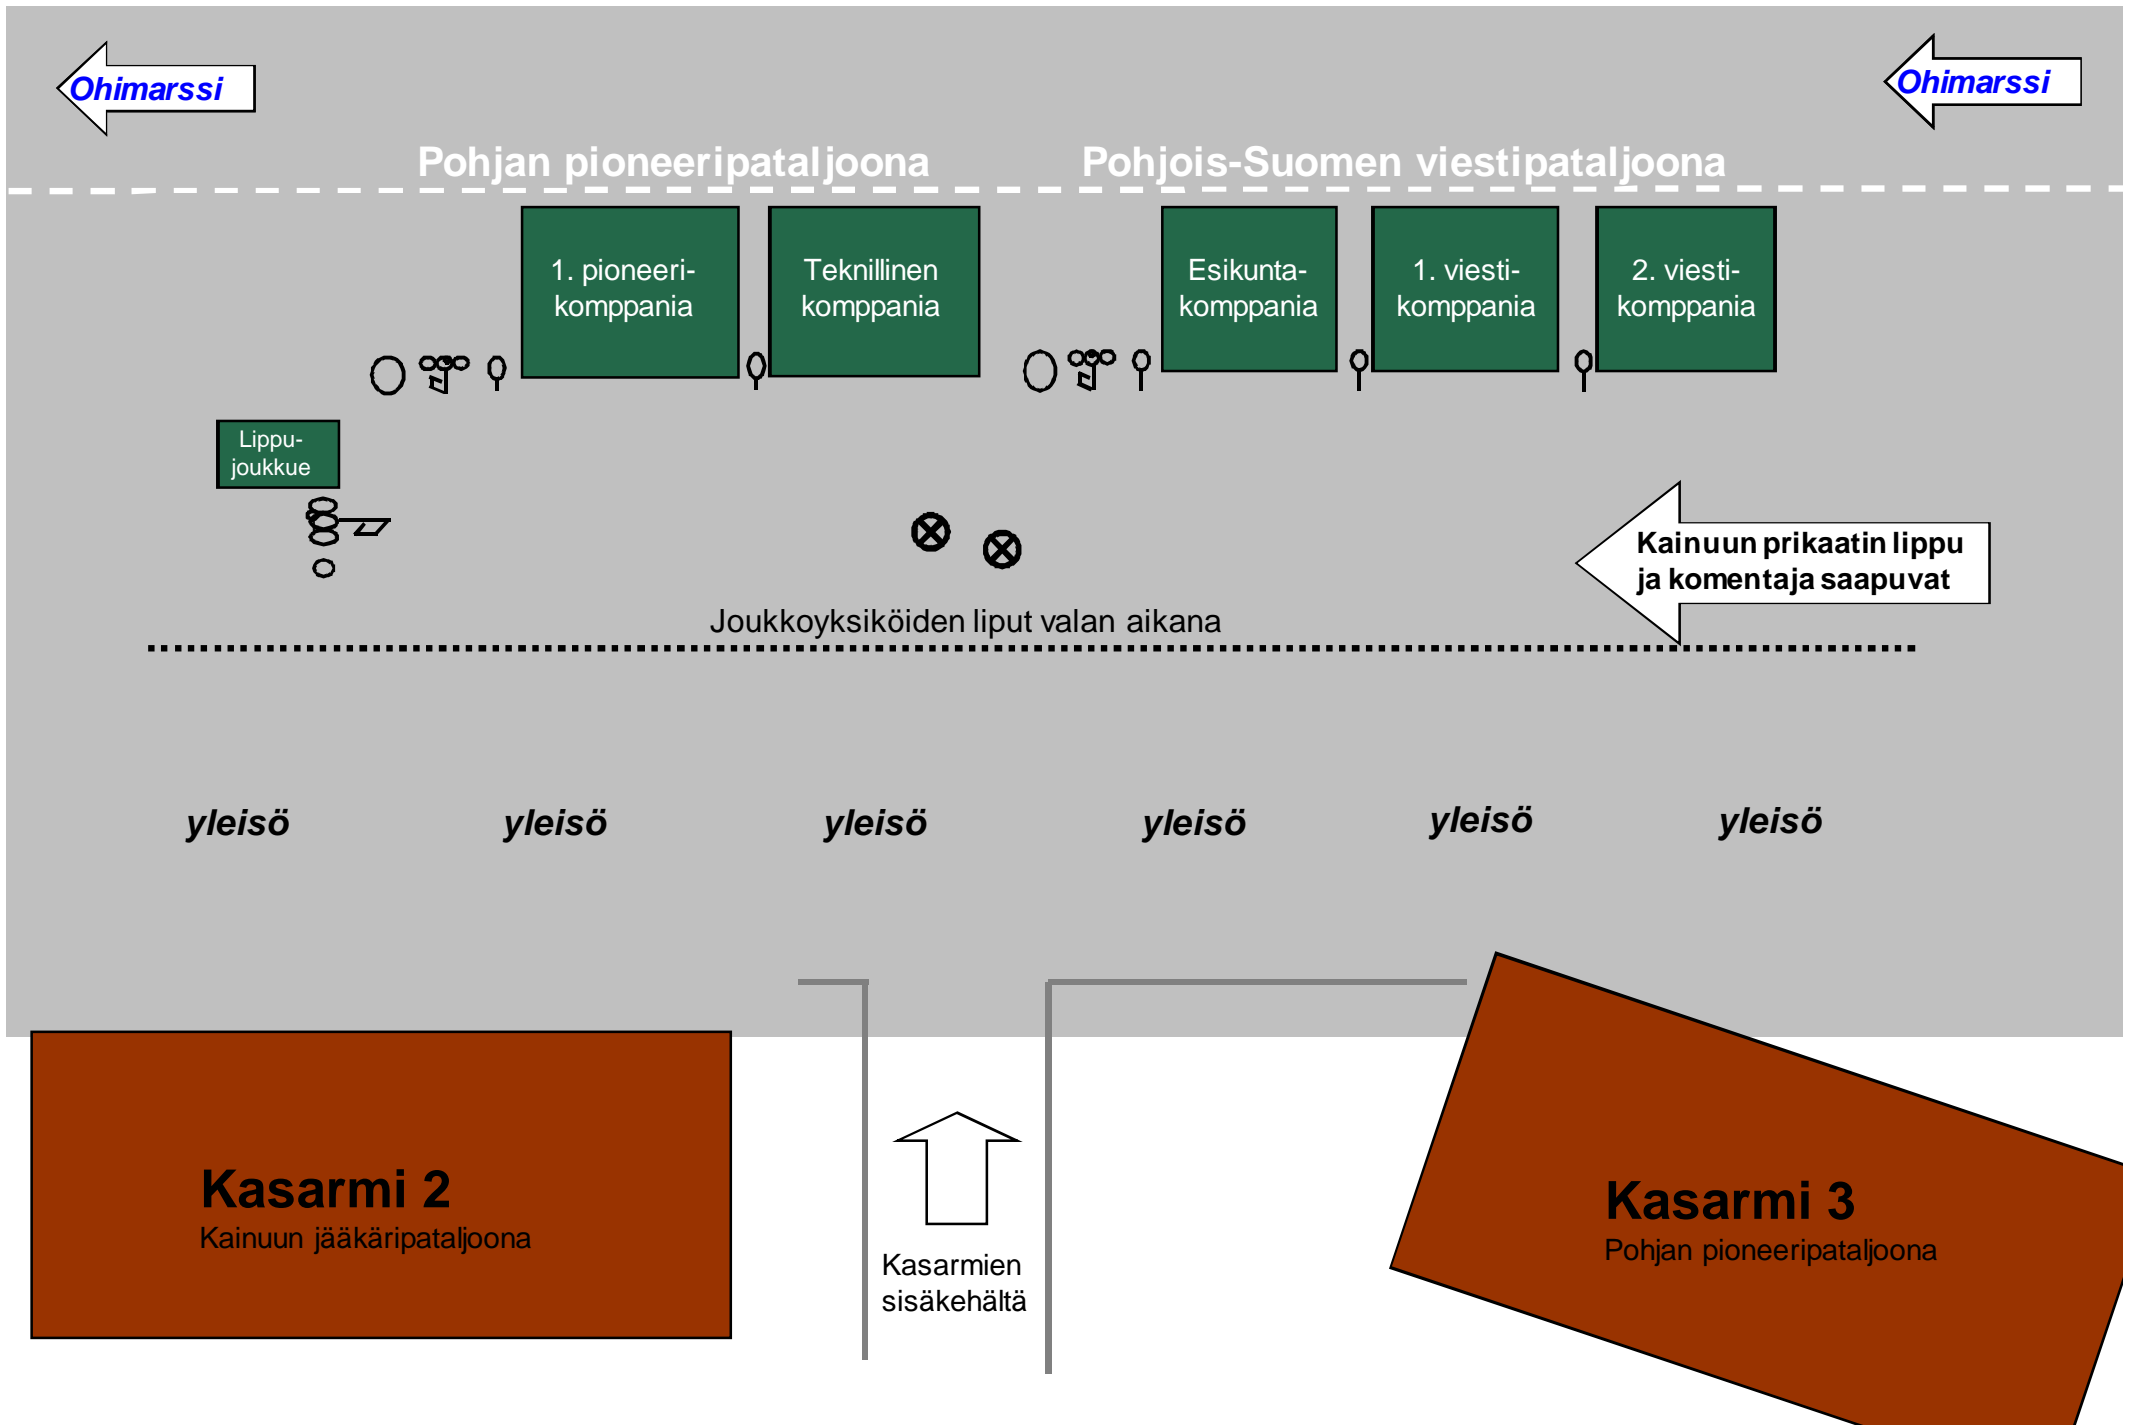 Ohimarssi
Ohimarssi
Pohjan pioneeripataljoona
Pohjois-Suomen viestipataljoona
1. pioneeri-
komppania
Teknillinen
komppania
Esikunta-
komppania
1. viesti-
komppania
2. viesti-
komppania
Lippu-
joukkue
Kainuun prikaatin lippu
ja komentaja saapuvat
Joukkoyksiköiden liput valan aikana
yleisö
yleisö
yleisö
yleisö
yleisö
yleisö
Kasarmi 2
Kainuun jääkäripataljoona
Kasarmien
sisäkehältä
Kasarmi 3
Pohjan pioneeripataljoona